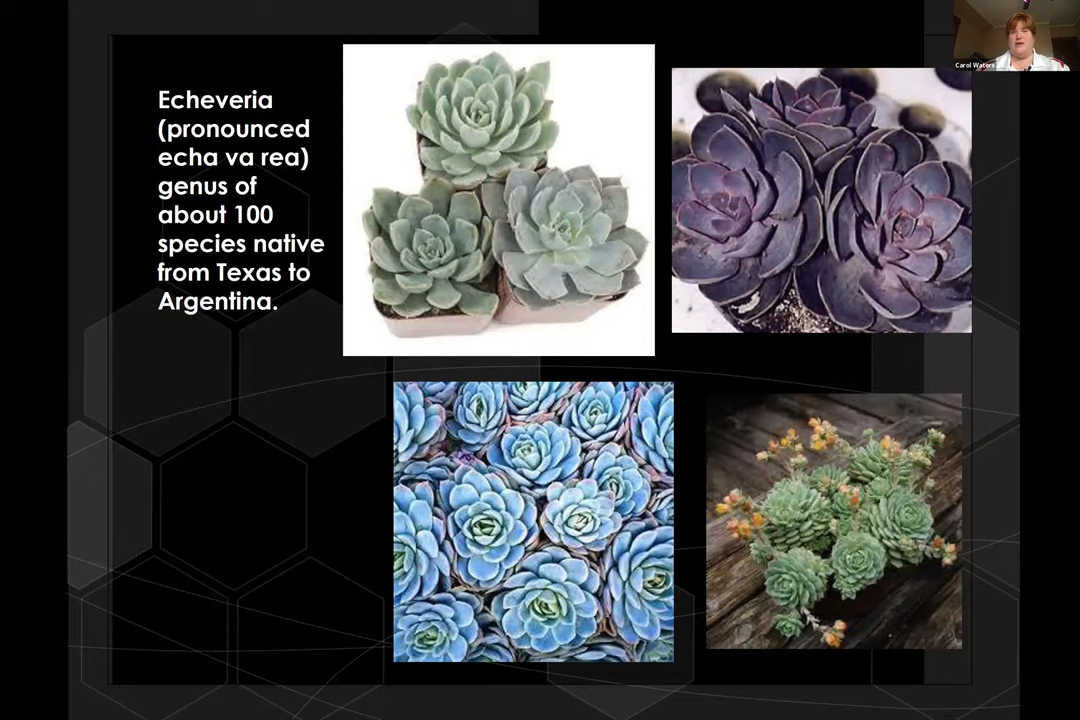 Echeveria
(pronounced
echa va rea)
genus of
about 100
species native
from Texas to
Argentina.
Carol Waters